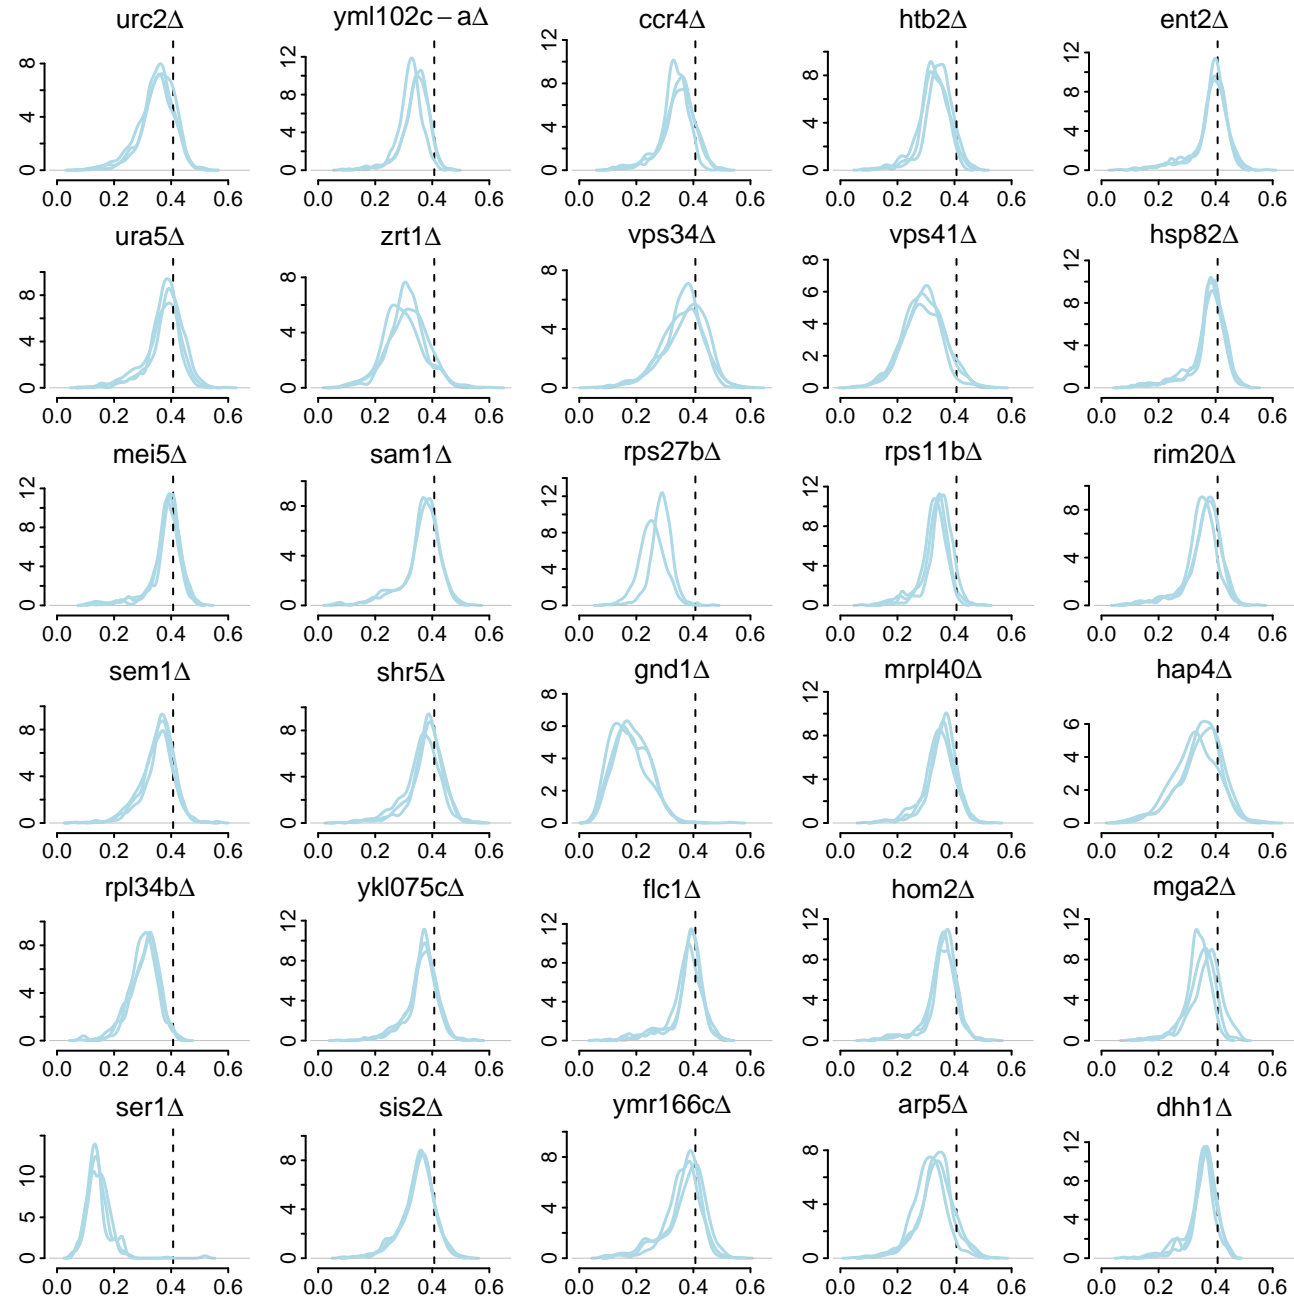 urc2Δ yml102c−aΔ ccr4Δ htb2Δ ent2Δ
0 4 8 0 4 8 12 0 4 8 12 0 4 8 0 4 8 12
0.0 0.2 0.4 0.6 0.0 0.2 0.4 0.6 0.0 0.2 0.4 0.6 0.0 0.2 0.4 0.6 0.0 0.2 0.4 0.6
ura5Δ zrt1Δ vps34Δ vps41Δ hsp82Δ
0 4 8 0 4 8 0 4 8 0 2 4 6 8 0 4 8 12
0.0 0.2 0.4 0.6 0.0 0.2 0.4 0.6 0.0 0.2 0.4 0.6 0.0 0.2 0.4 0.6 0.0 0.2 0.4 0.6
mei5Δ sam1Δ rps27bΔ rps11bΔ rim20Δ
0 4 8 12 0 4 8 0 4 8 12 0 4 8 12 0 4 8
0.0 0.2 0.4 0.6 0.0 0.2 0.4 0.6 0.0 0.2 0.4 0.6 0.0 0.2 0.4 0.6 0.0 0.2 0.4 0.6
sem1Δ shr5Δ gnd1Δ mrpl40Δ hap4Δ
0 4 8 0 4 8 0 2 4 6 8 0 4 8 12 0 2 4 6
0.0 0.2 0.4 0.6 0.0 0.2 0.4 0.6 0.0 0.2 0.4 0.6 0.0 0.2 0.4 0.6 0.0 0.2 0.4 0.6
rpl34bΔ ykl075cΔ flc1Δ hom2Δ mga2Δ
0 4 8 0 4 8 12 0 4 8 12 0 4 8 12 0 4 8 12
0.0 0.2 0.4 0.6 0.0 0.2 0.4 0.6 0.0 0.2 0.4 0.6 0.0 0.2 0.4 0.6 0.0 0.2 0.4 0.6
ser1Δ sis2Δ ymr166cΔ arp5Δ dhh1Δ
0 5 10 0 4 8 0 4 8 0 4 8 0 4 8 12
0.0 0.2 0.4 0.6 0.0 0.2 0.4 0.6 0.0 0.2 0.4 0.6 0.0 0.2 0.4 0.6 0.0 0.2 0.4 0.6